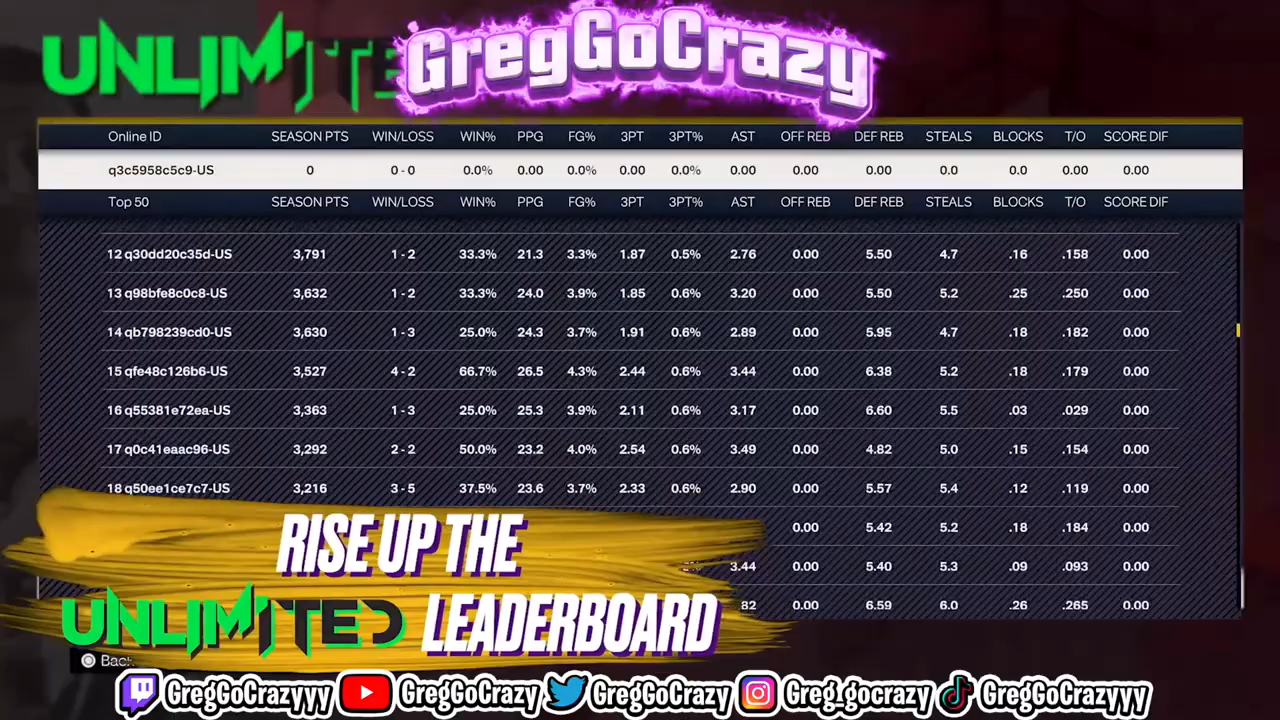 UNLIMITED
GregGoCrazy
Online ID SEASON PTS WIN/LOSS WIN% PPG FG% 3PT 3PT% AST OFF REB DEF REB STEALS BLOCKS T/O SCORE DIF
q3c5958c5c9-US 0 0 - 0 0.0% 0.00 0.0% 0.00 0.0% 0.00 0.00 0.00 0.0 0.0 0.00 0.00
Top 50 SEASON PTS WIN/LOSS WIN% PPG FG% 3PT 3PT% AST OFF REB DEF REB STEALS BLOCKS T/O SCORE DIF
12 q30dd20c35d-US 3,791 1 - 2 33.3% 21.3 3.3% 1.87 0.5% 2.76 0.00 5.50 4.7 .16 .158 0.00
13 q98bfe8c0c8-US 3,632 1 - 2 33.3% 24.0 3.9% 1.85 0.6% 3.20 0.00 5.50 5.2 .25 .250 0.00
14 qb798239cd0-US 3,630 1 - 3 25.0% 24.3 3.7% 1.91 0.6% 2.89 0.00 5.95 4.7 .18 .182 0.00
15 qfe48c126b6-US 3,527 4 - 2 66.7% 26.5 4.3% 2.44 0.6% 3.44 0.00 6.38 5.2 .18 .179 0.00
16 q55381e72ea-US 3,363 1 - 3 25.0% 25.3 3.9% 2.11 0.6% 3.17 0.00 6.60 5.5 .03 .029 0.00
17 q0c41eaac96-US 3,292 2 - 2 50.0% 23.2 4.0% 2.54 0.6% 3.49 0.00 4.82 5.0 .15 .154 0.00
18 q50ee1ce7c7-US 3,216 3 - 5 37.5% 23.6 3.7% 2.33 0.6% 2.90 0.00 5.57 5.4 .12 .119 0.00
0.00 5.42 5.2 .18 .184 0.00
3.44 0.00 5.40 5.3 .09 .093 0.00
82 0.00 6.59 6.0 .26 .265 0.00
RISE UP THE
UNLIMITED LEADERBOARD
Back
GregGoCrazyyy GregGoCrazy GregGoCrazy Greg_gocrazy GregGoCrazyyy